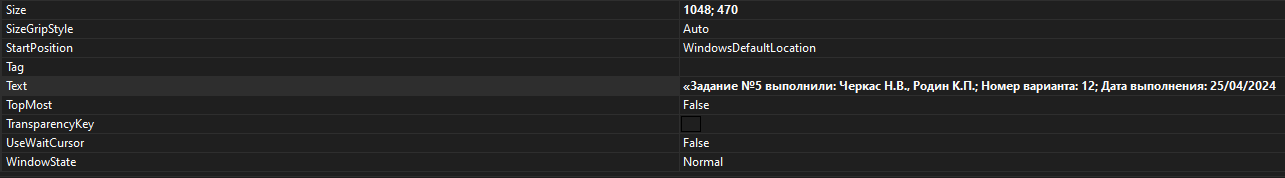 Size 1048; 470
SizeGripStyle Auto
StartPosition WindowsDefaultLocation
Tag
Text «Задание №5 выполнили: Черкас Н.В., Родин К.П.; Номер варианта: 12; Дата выполнения: 25/04/2024
TopMost False
TransparencyKey
UseWaitCursor False
WindowState Normal